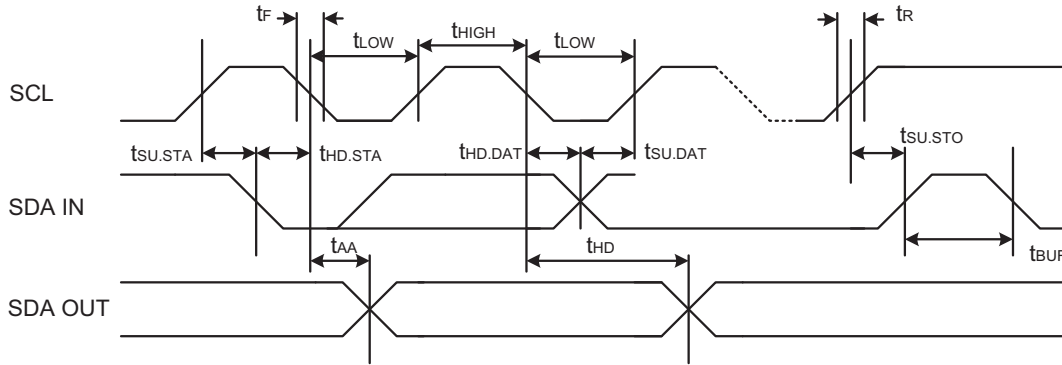 tF
tLOW
tHIGH
tLOW
tR
SCL
tSU.STA
tHD.STA
tHD.DAT
tSU.DAT
tSU.STO
SDA IN
tAA
tHD
tBUF
SDA OUT